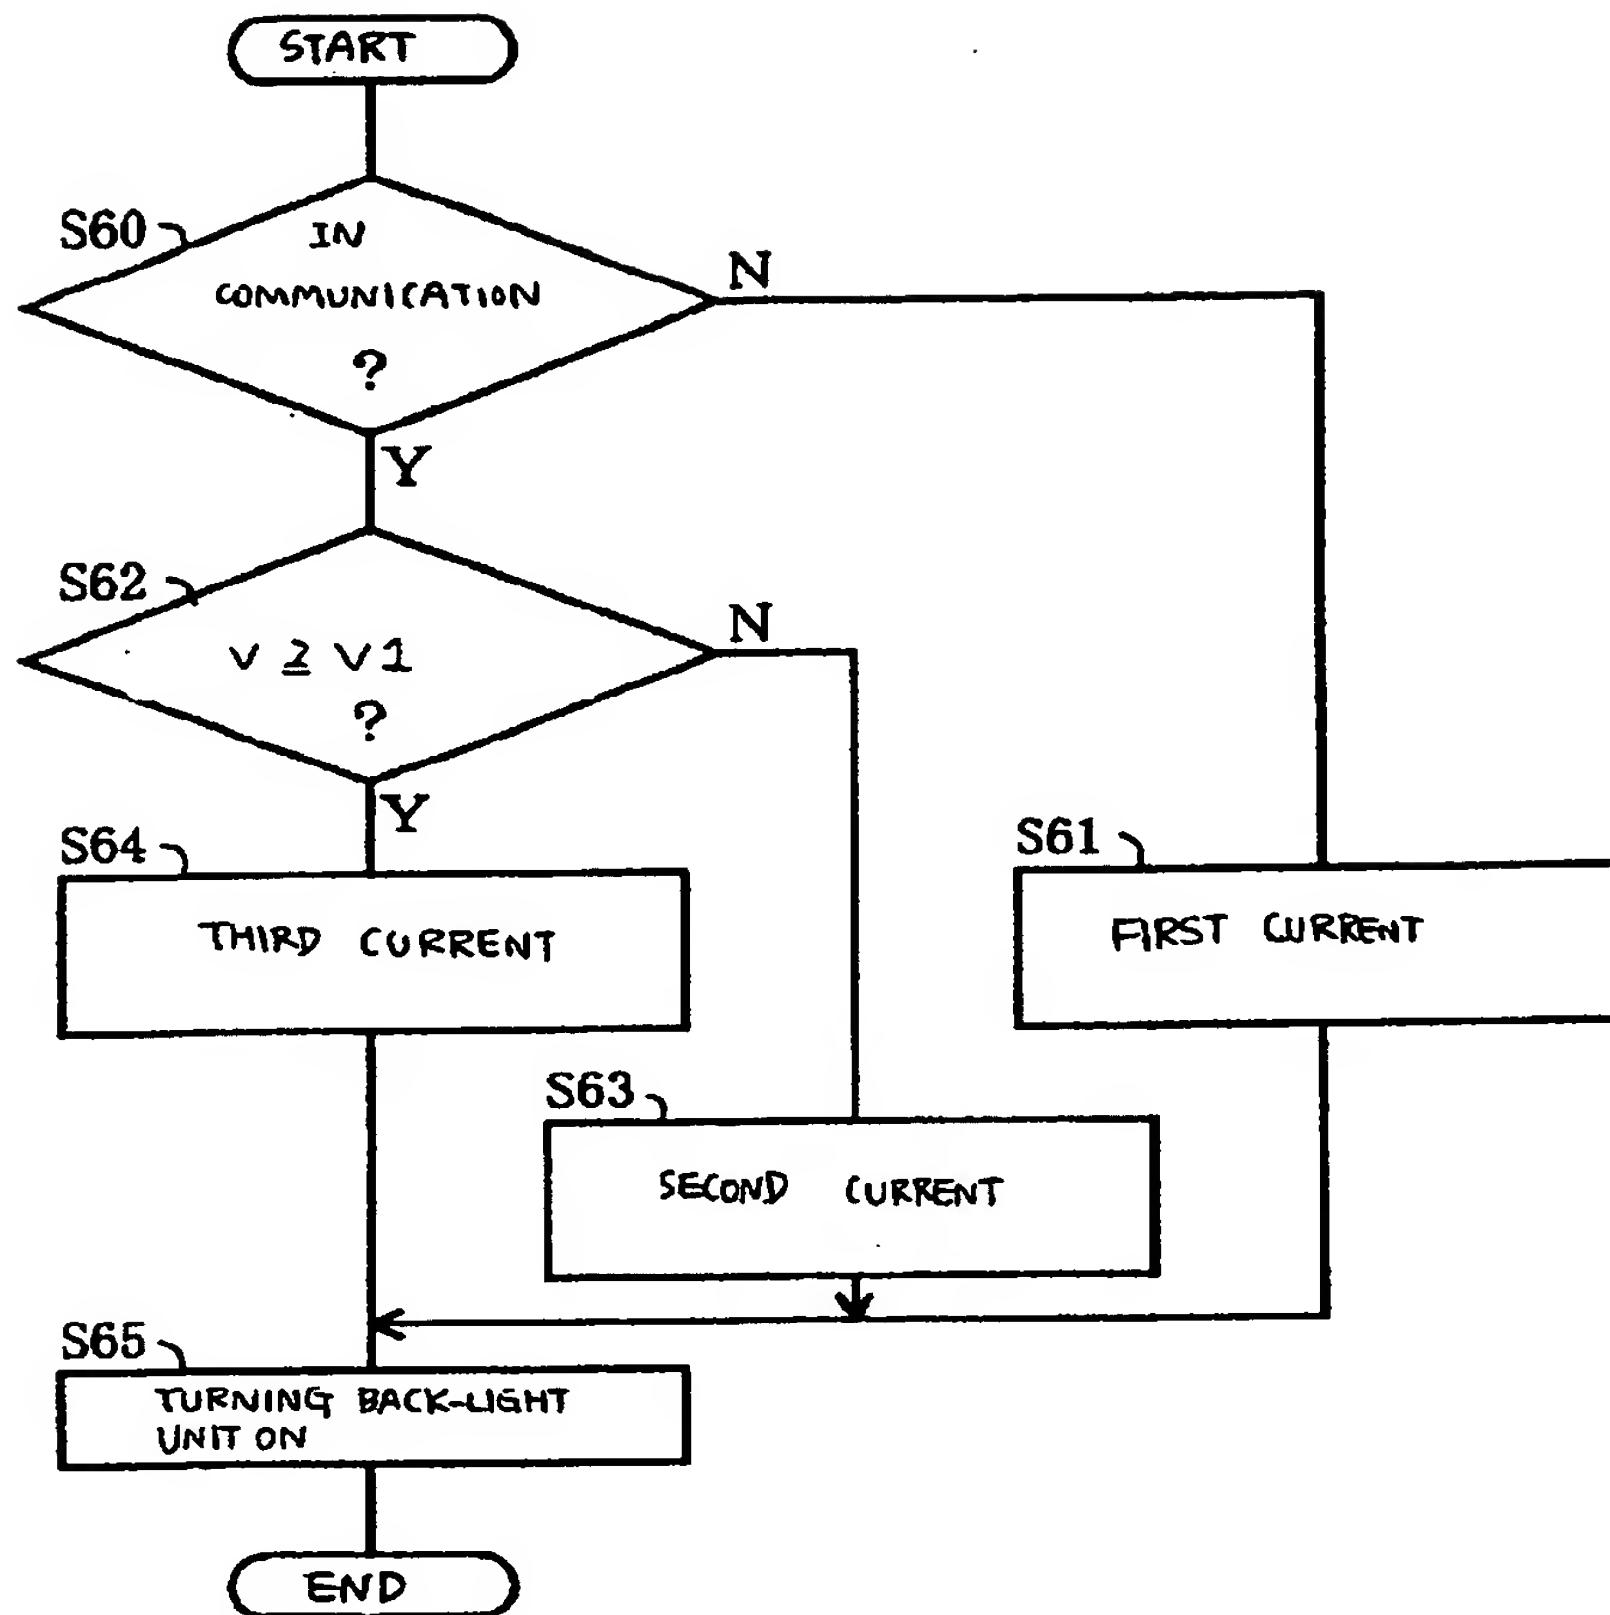 START
S60
IN
COMMUNICATION
?
N
Y
S62
V ≥ V1
?
N
Y
S64
THIRD CURRENT
S61
FIRST CURRENT
S63
SECOND CURRENT
S65
TURNING BACK-LIGHT
UNIT ON
END